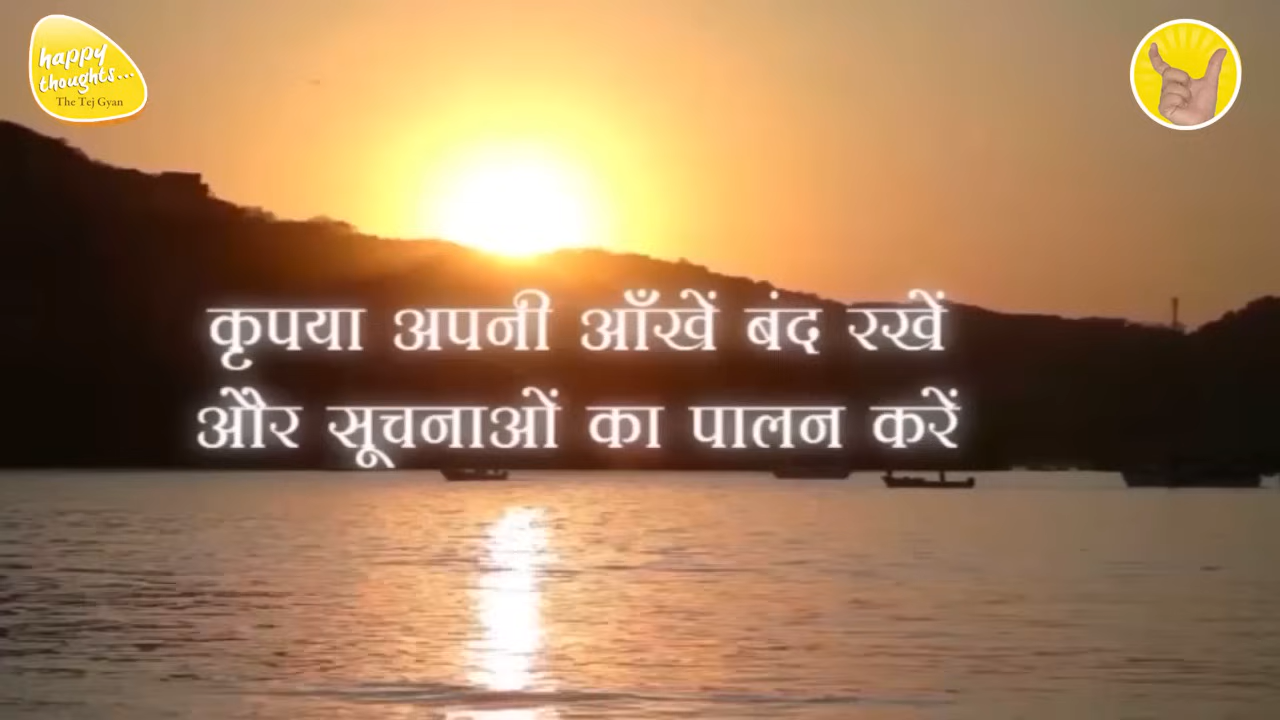 happy
thoughts...
The Tej Gyan
कृपया अपनी आँखें बंद रखें
और सूचनाओं का पालन करें